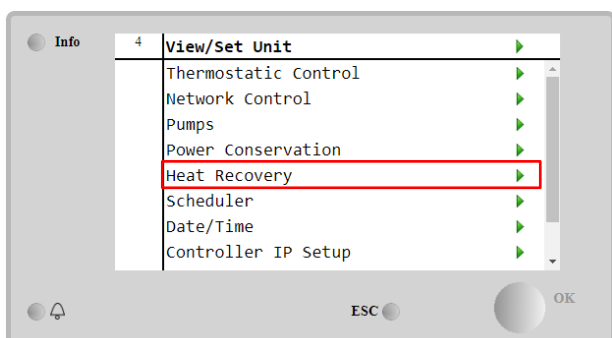 Info
4 View/Set Unit
Thermostatic Control
Network Control
Pumps
Power Conservation
Heat Recovery
Scheduler
Date/Time
Controller IP Setup
ESC
OK